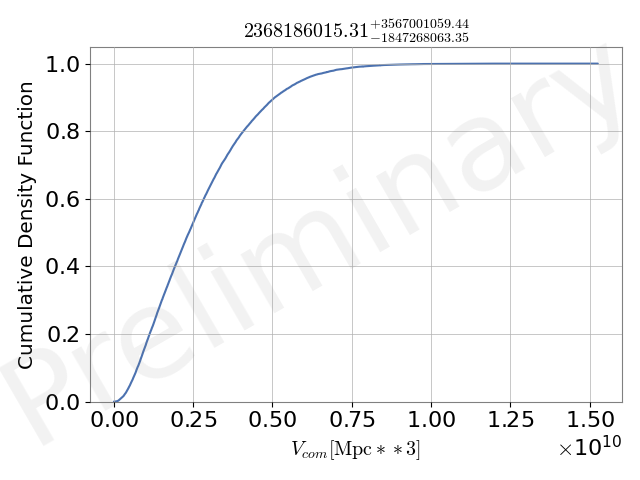 2368186015.31+3567001059.44−1847268063.35
Cumulative Density Function
1.0
0.8
0.6
0.4
0.2
0.0
0.00 0.25 0.50 0.75 1.00 1.25 1.50
×10^10
V_com[Mpc∗∗3]
Preliminary